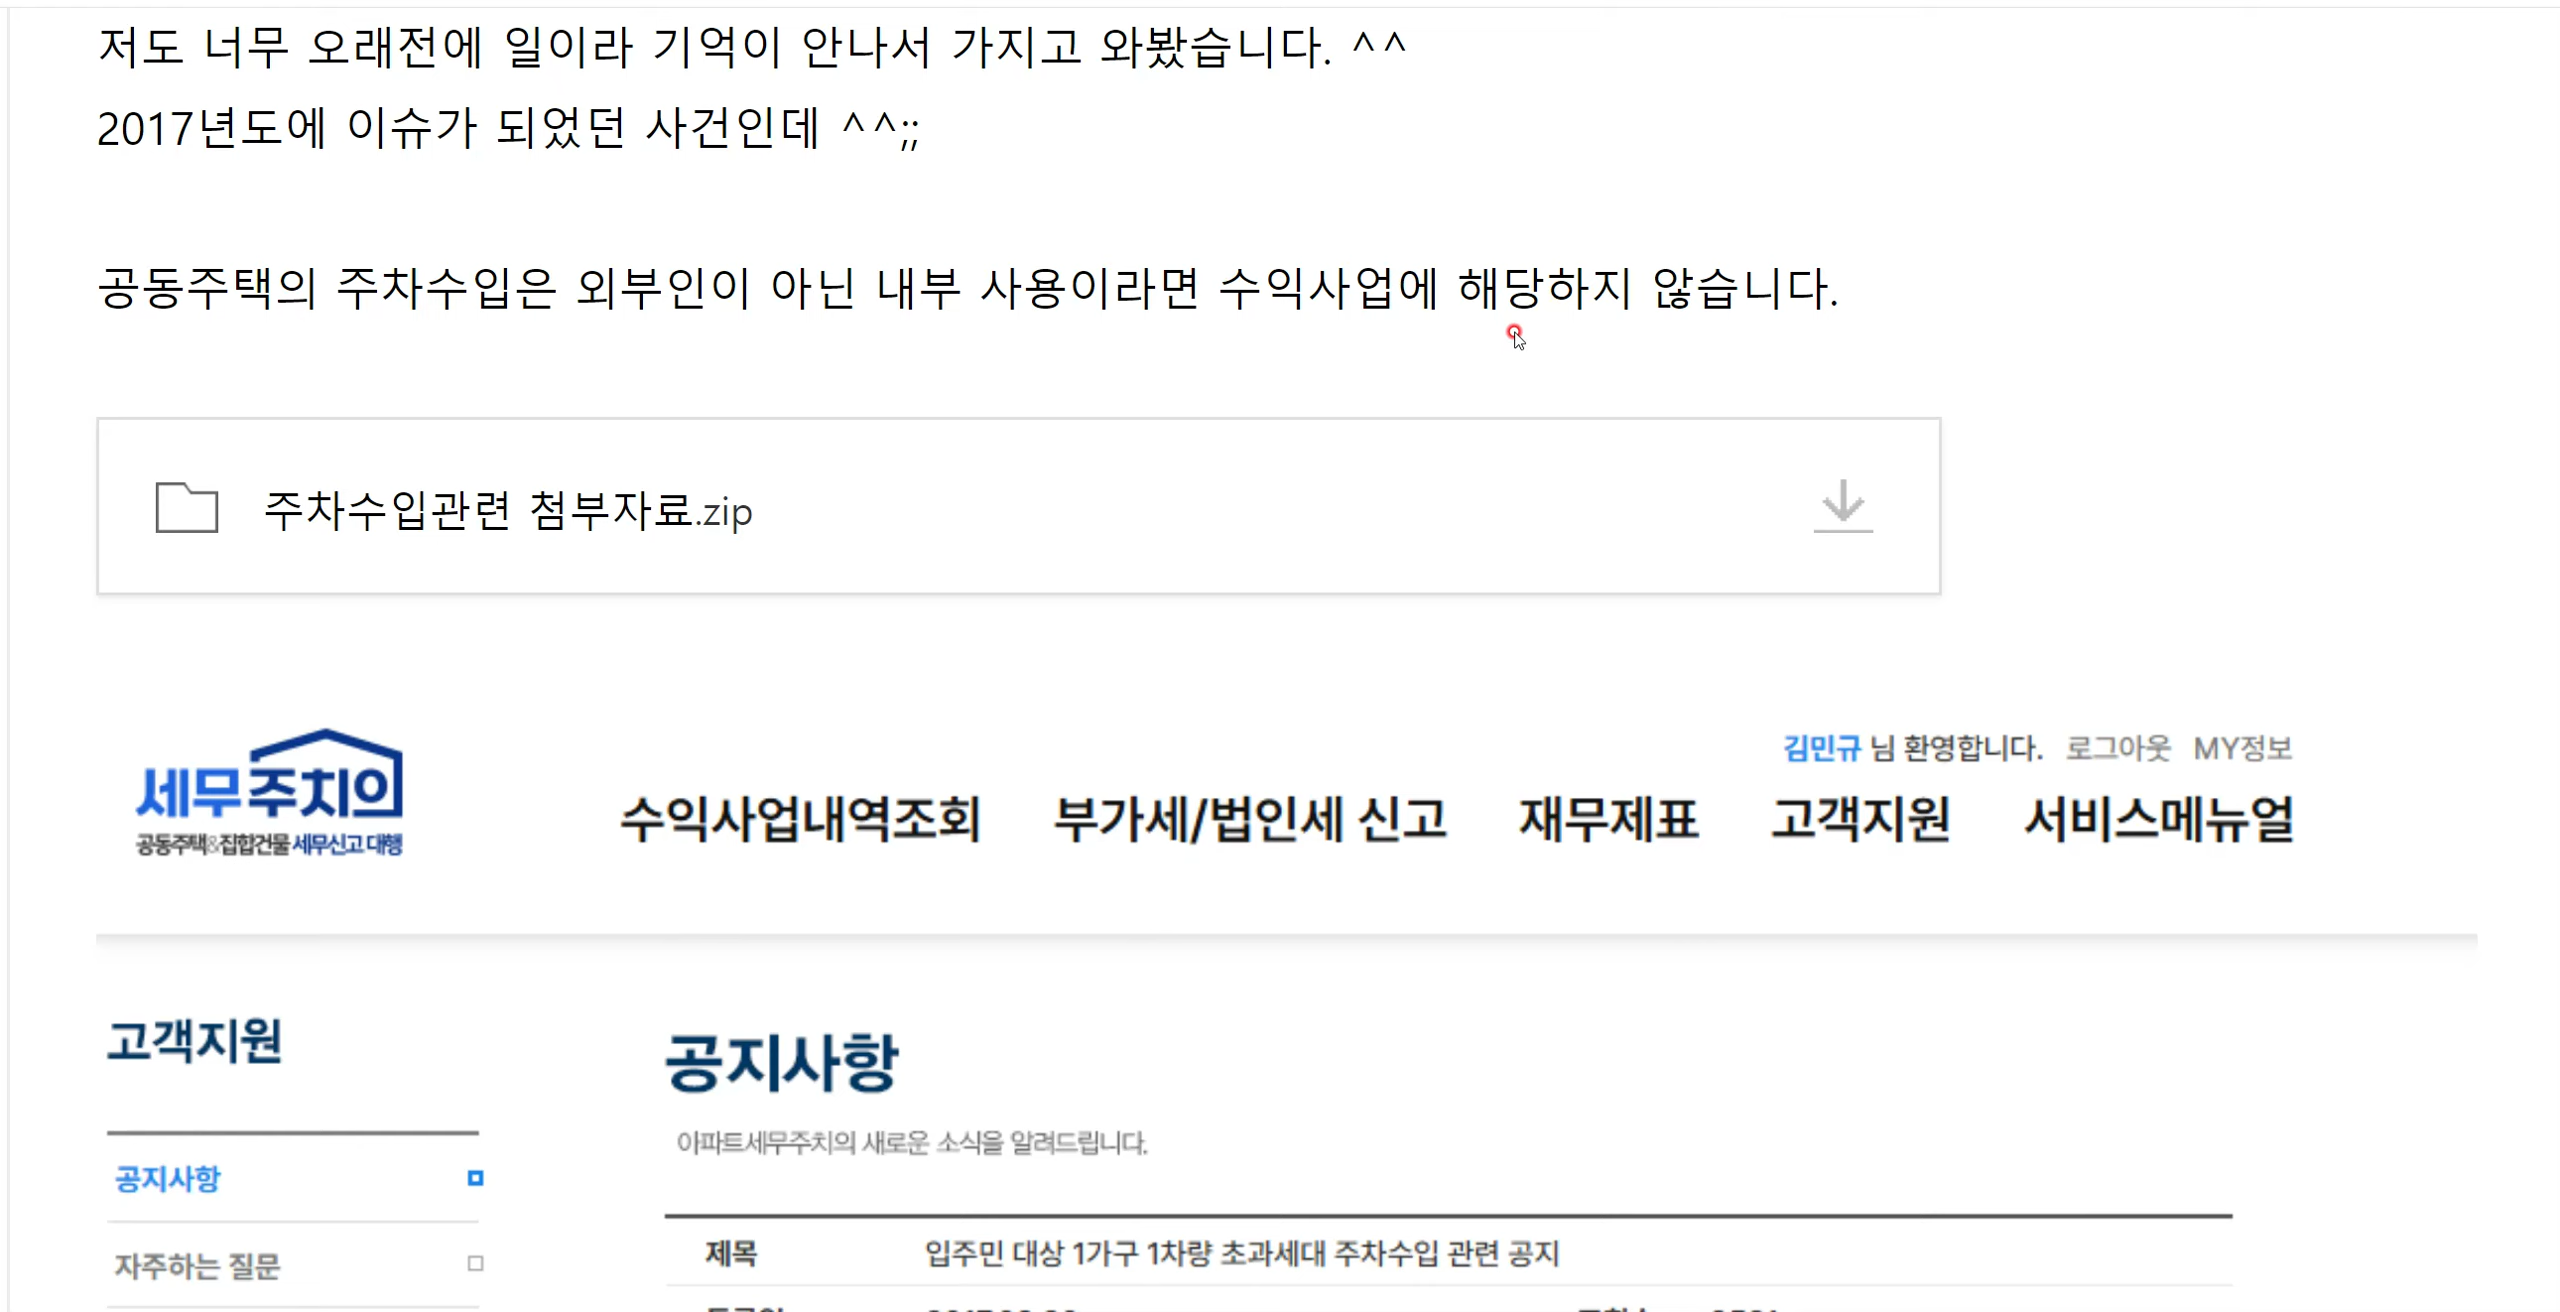 저도 너무 오래전에 일이라 기억이 안나서 가지고 와봤습니다. ^^
2017년도에 이슈가 되었던 사건인데 ^^;;
공동주택의 주차수입은 외부인이 아닌 내부 사용이라면 수익사업에 해당하지 않습니다.
주차수입관련 첨부자료.zip
김민규 님 환영합니다. 로그아웃 MY정보
세무주치의
공동주택&집합건물 세무신고 대행
수익사업내역조회 부가세/법인세 신고 재무제표 고객지원 서비스메뉴얼
고객지원
공지사항
아파트세무주치의 새로운 소식을 알려드립니다.
공지사항
자주하는 질문
제목 입주민 대상 1가구 1차량 초과세대 주차수입 관련 공지